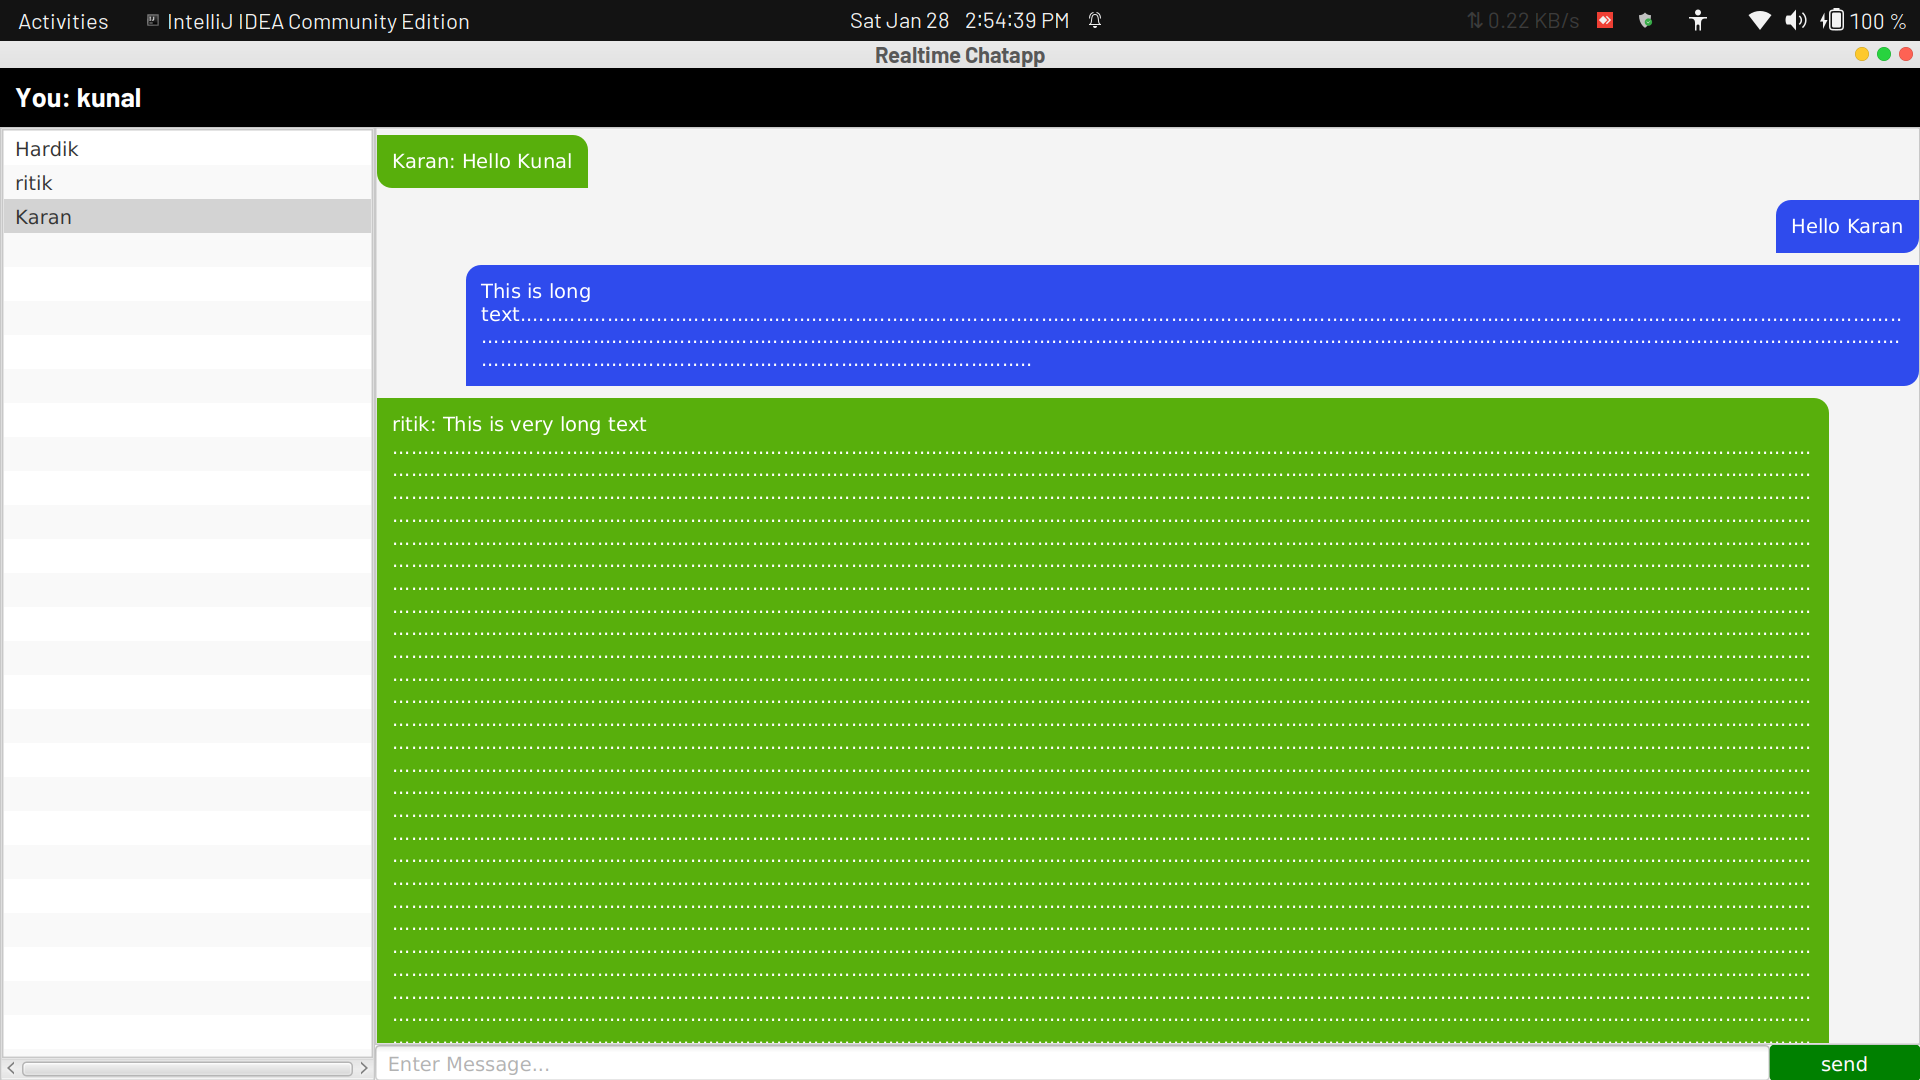 Activities
IntelliJ IDEA Community Edition
Sat Jan 28 2:54:39 PM
0.22 KB/s
100 %
Realtime Chatapp
You: kunal
Hardik
ritik
Karan
Karan: Hello Kunal
Hello Karan
This is long
text
ritik: This is very long text
Enter Message...
send